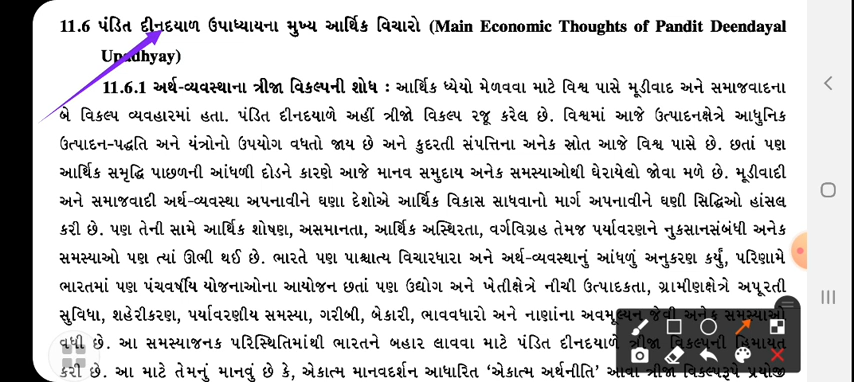 11.6 પંડિત દીનદયાળ ઉપાધ્યાયના મુખ્ય આર્થિક વિચારો (Main Economic Thoughts of Pandit Deendayal
Upadhyay)
11.6.1 અર્થ-વ્યવસ્થાના ત્રીજા વિકલ્પની શોધ : આર્થિક ધ્યેયો મેળવવા માટે વિશ્વ પાસે મૂડીવાદ અને સમાજવાદના
બે વિકલ્પ વ્યવહારમાં હતા. પંડિત દીનદયાળે અહીં ત્રીજો વિકલ્પ રજૂ કરેલ છે. વિશ્વમાં આજે ઉત્પાદનક્ષેત્રે આધુનિક
ઉત્પાદન-પદ્ધતિ અને યંત્રોનો ઉપયોગ વધતો જાય છે અને કુદરતી સંપત્તિના અનેક સ્રોત આજે વિશ્વ પાસે છે. છતાં પણ
આર્થિક સમૃદ્ધિ પાછળની આંધળી દોડને કારણે આજે માનવ સમુદાય અનેક સમસ્યાઓથી ઘેરાયેલો જોવા મળે છે. મૂડીવાદી
અને સમાજવાદી અર્થ-વ્યવસ્થા અપનાવીને ઘણા દેશોએ આર્થિક વિકાસ સાધવાનો માર્ગ અપનાવીને ઘણી સિદ્ધિઓ હાંસલ
કરી છે. પણ તેની સામે આર્થિક શોષણ, અસમાનતા, આર્થિક અસ્થિરતા, વર્ગવિગ્રહ તેમજ પર્યાવરણને નુકસાનસંબંધી અનેક
સમસ્યાઓ પણ ત્યાં ઊભી થઈ છે. ભારતે પણ પાશ્ચાત્ય વિચારધારા અને અર્થ-વ્યવસ્થાનું આંધળું અનુકરણ કર્યું, પરિણામે
ભારતમાં પણ પંચવર્ષીય યોજનાઓના આયોજન છતાં પણ ઉદ્યોગ અને ખેતીક્ષેત્રે નીચી ઉત્પાદકતા, ગ્રામીણક્ષેત્રે અપૂરતી
સુવિધા, શહેરીકરણ, પર્યાવરણીય સમસ્યા, ગરીબી, બેકારી, ભાવવધારો અને નાણાંના અવમૂલ્યન જેવી અનેક સમસ્યાઓ
વધી છે. આ સમસ્યાજનક પરિસ્થિતિમાંથી ભારતને બહાર લાવવા માટે પંડિત દીનદયાળે ત્રીજા વિકલ્પની હિમાયત
કરી છે. આ માટે તેમનું માનવું છે કે, એકાત્મ માનવદર્શન આધારિત ‘એકાત્મ અર્થનીતિ’ આવા ત્રીજા વિકલ્પરૂપે પ્રયોજી